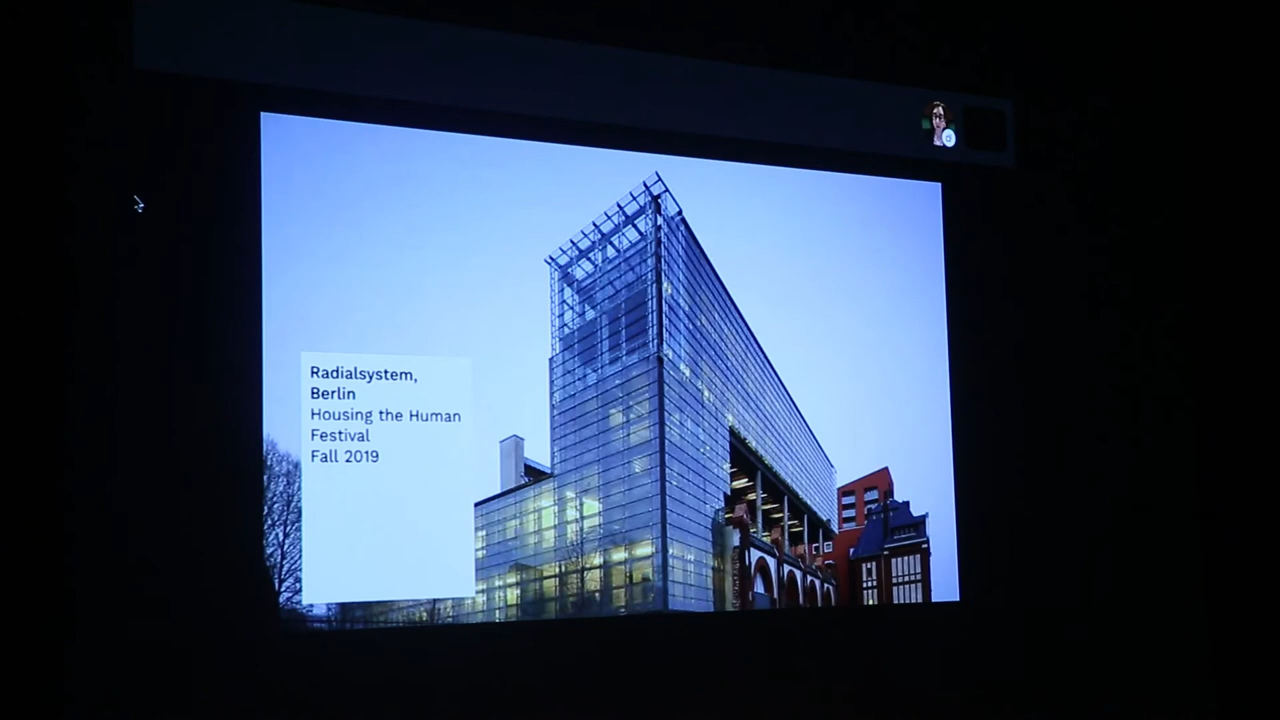 Radialsystem,
Berlin
Housing the Human
Festival
Fall 2019